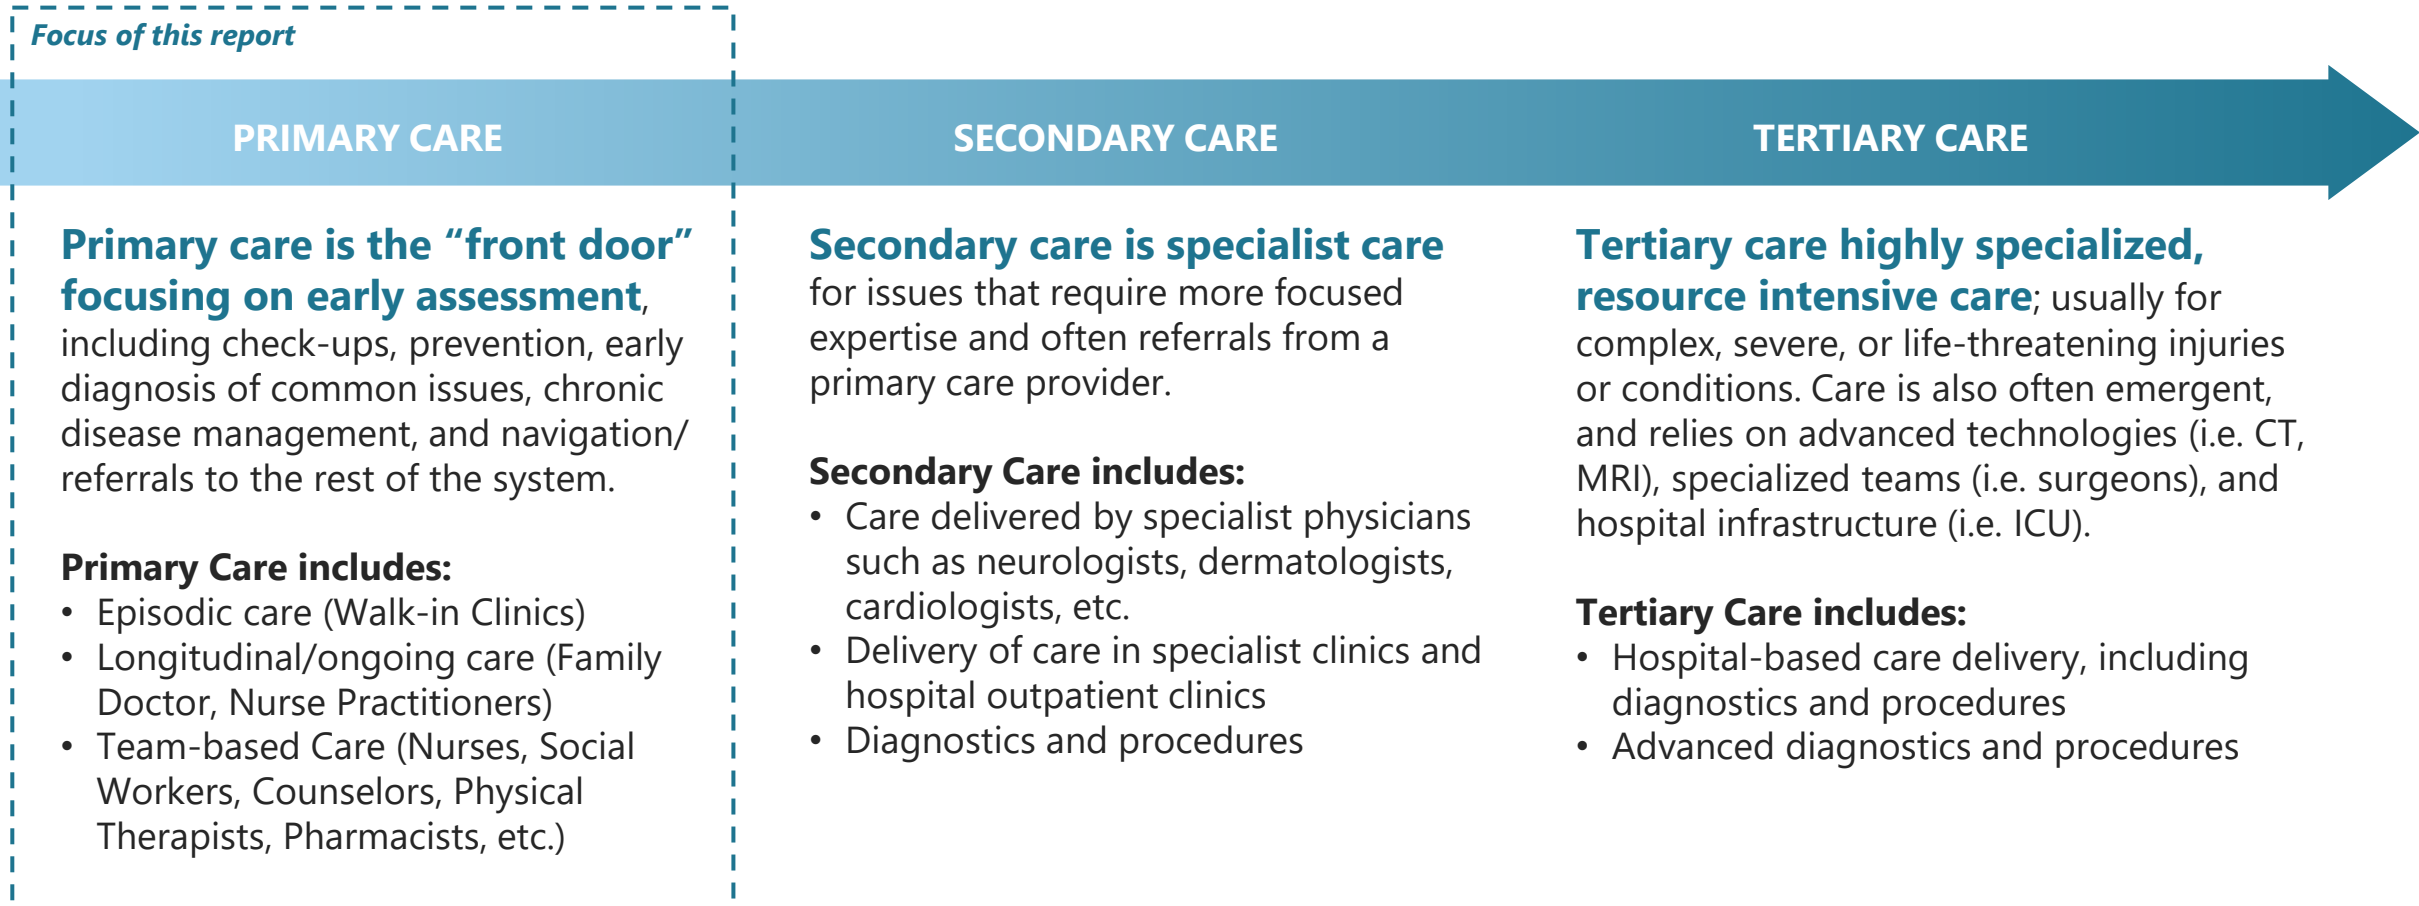 Focus of this report
PRIMARY CARE
SECONDARY CARE
TERTIARY CARE
Primary care is the “front door”
focusing on early assessment,
including check-ups, prevention, early
diagnosis of common issues, chronic
disease management, and navigation/
referrals to the rest of the system.
Primary Care includes:
• Episodic care (Walk-in Clinics)
• Longitudinal/ongoing care (Family
Doctor, Nurse Practitioners)
• Team-based Care (Nurses, Social
Workers, Counselors, Physical
Therapists, Pharmacists, etc.)
Secondary care is specialist care
for issues that require more focused
expertise and often referrals from a
primary care provider.
Secondary Care includes:
• Care delivered by specialist physicians
such as neurologists, dermatologists,
cardiologists, etc.
• Delivery of care in specialist clinics and
hospital outpatient clinics
• Diagnostics and procedures
Tertiary care highly specialized,
resource intensive care; usually for
complex, severe, or life-threatening injuries
or conditions. Care is also often emergent,
and relies on advanced technologies (i.e. CT,
MRI), specialized teams (i.e. surgeons), and
hospital infrastructure (i.e. ICU).
Tertiary Care includes:
• Hospital-based care delivery, including
diagnostics and procedures
• Advanced diagnostics and procedures